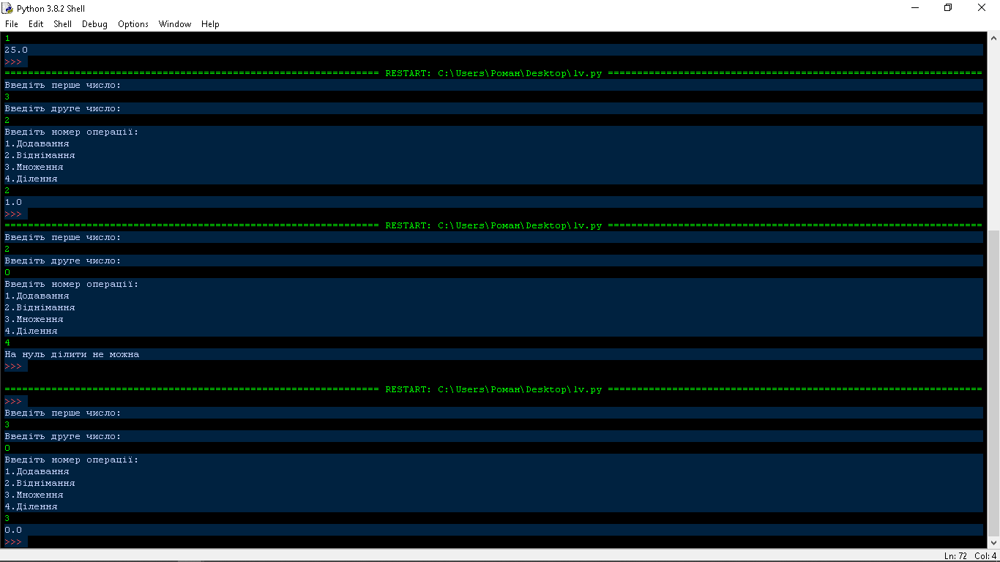 Python 3.8.2 Shell
File Edit Shell Debug Options Window Help
1
25.0
>>>
================================================================ RESTART: C:\Users\Роман\Desktop\lv.py ================================================================
Введіть перше число:
3
Введіть друге число:
2
Введіть номер операції:
1.Додавання
2.Віднімання
3.Множення
4.Ділення
2
1.0
>>>
================================================================ RESTART: C:\Users\Роман\Desktop\lv.py ================================================================
Введіть перше число:
2
Введіть друге число:
0
Введіть номер операції:
1.Додавання
2.Віднімання
3.Множення
4.Ділення
4
На нуль ділити не можна
>>>
================================================================ RESTART: C:\Users\Роман\Desktop\lv.py ================================================================
>>>
Введіть перше число:
3
Введіть друге число:
0
Введіть номер операції:
1.Додавання
2.Віднімання
3.Множення
4.Ділення
3
0.0
>>>
Ln: 72 Col: 4